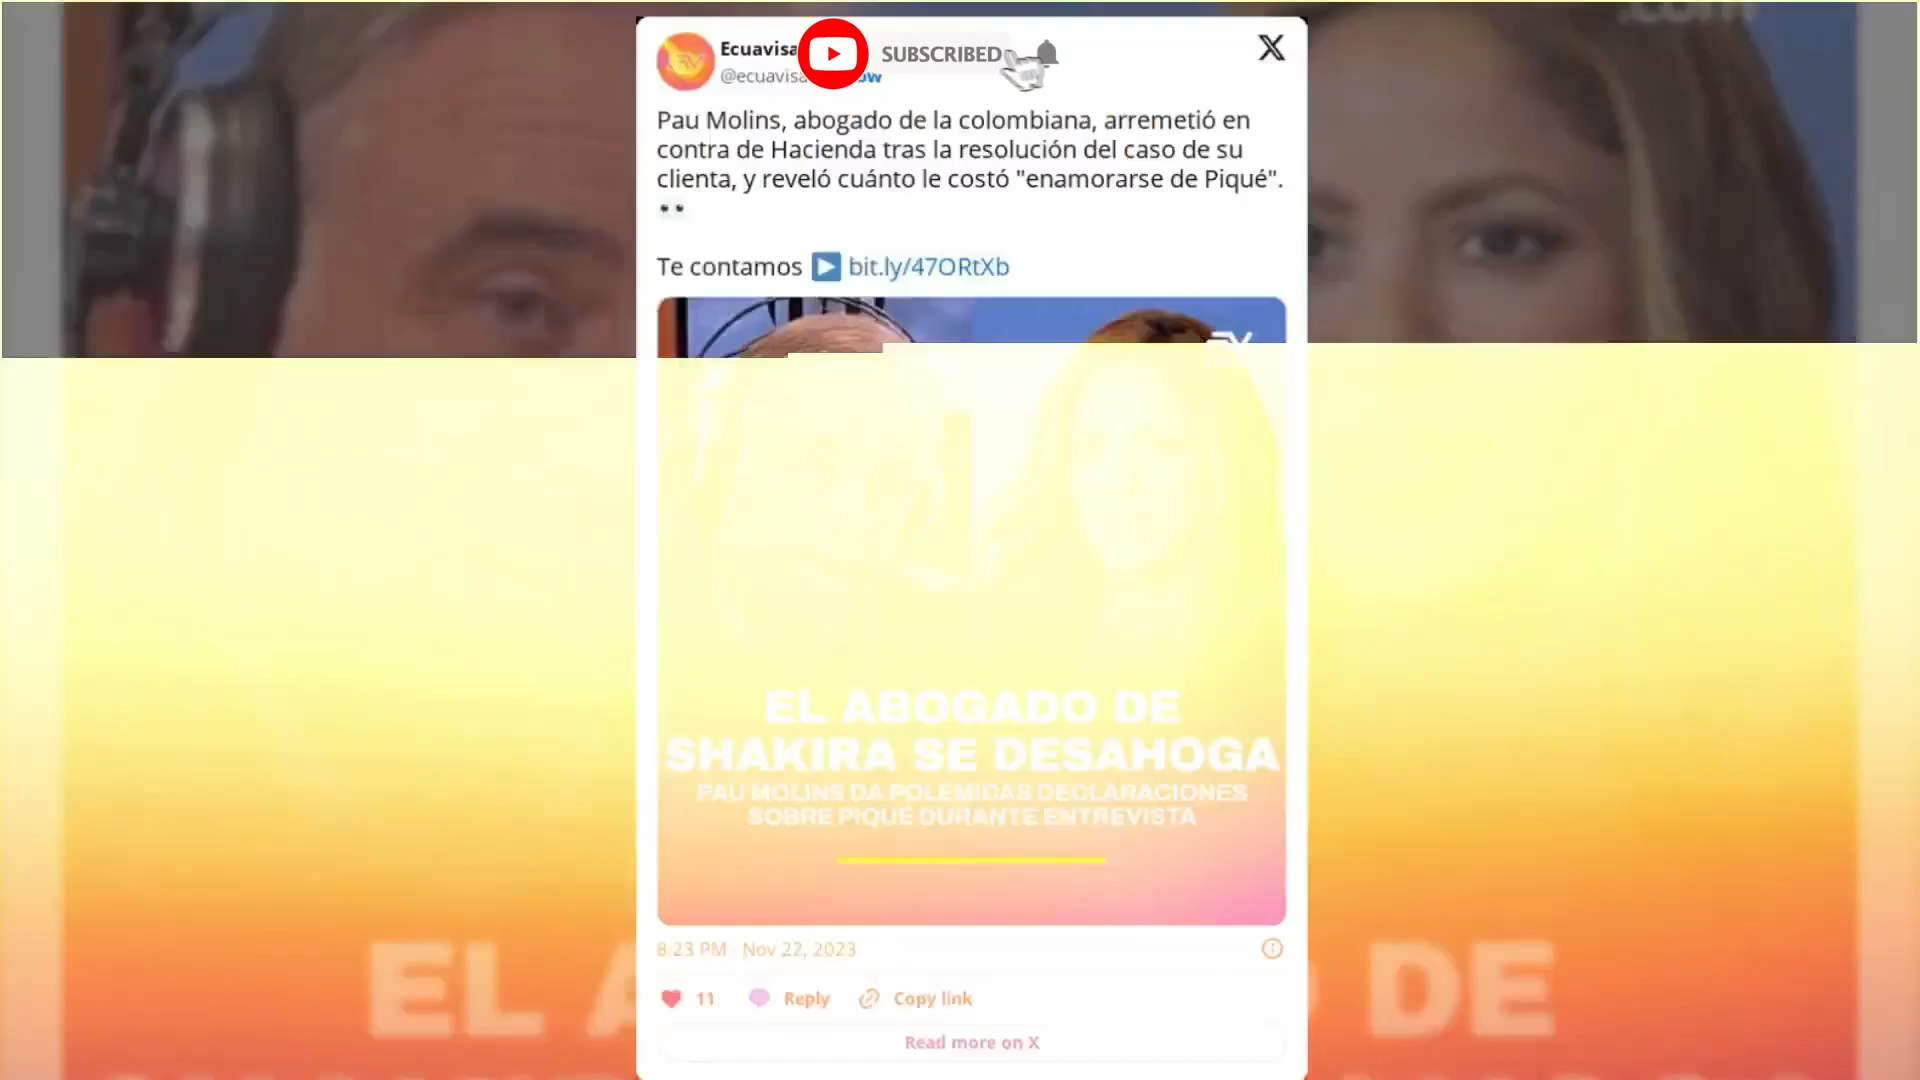 .com
Ecuavisa
SUBSCRIBED
@ecuavisa
Pau Molins, abogado de la colombiana, arremetió en
contra de Hacienda tras la resolución del caso de su
clienta, y reveló cuánto le costó "enamorarse de Piqué".
Te contamos ▶ bit.ly/47ORtXb
EL ABOGADO DE
SHAKIRA SE DESAHOGA
PAU MOLINS DA POLÉMICAS DECLARACIONES
SOBRE PIQUÉ DURANTE ENTREVISTA
8:23 PM · Nov 22, 2023
11 Reply Copy link
Read more on X
EL A
DE